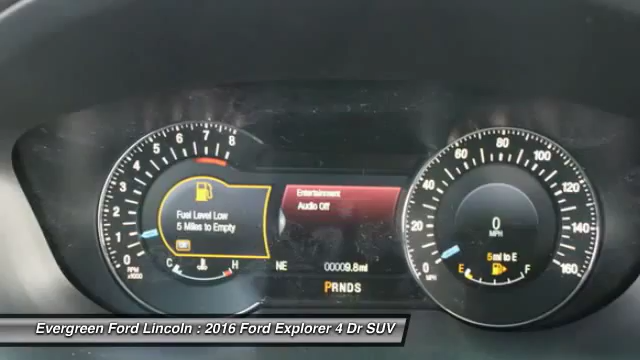 0 1 2 3 4 5 6 7 8
RPM
x1000
Fuel Level Low
5 Miles to Empty
OK
C H
Entertainment
Audio Off
NE 00009.8mi
PRNDS
0 20 40 60 80 100 120 140 160
MPH
0
MPH
5mi to E
E F
Evergreen Ford Lincoln : 2016 Ford Explorer 4 Dr SUV